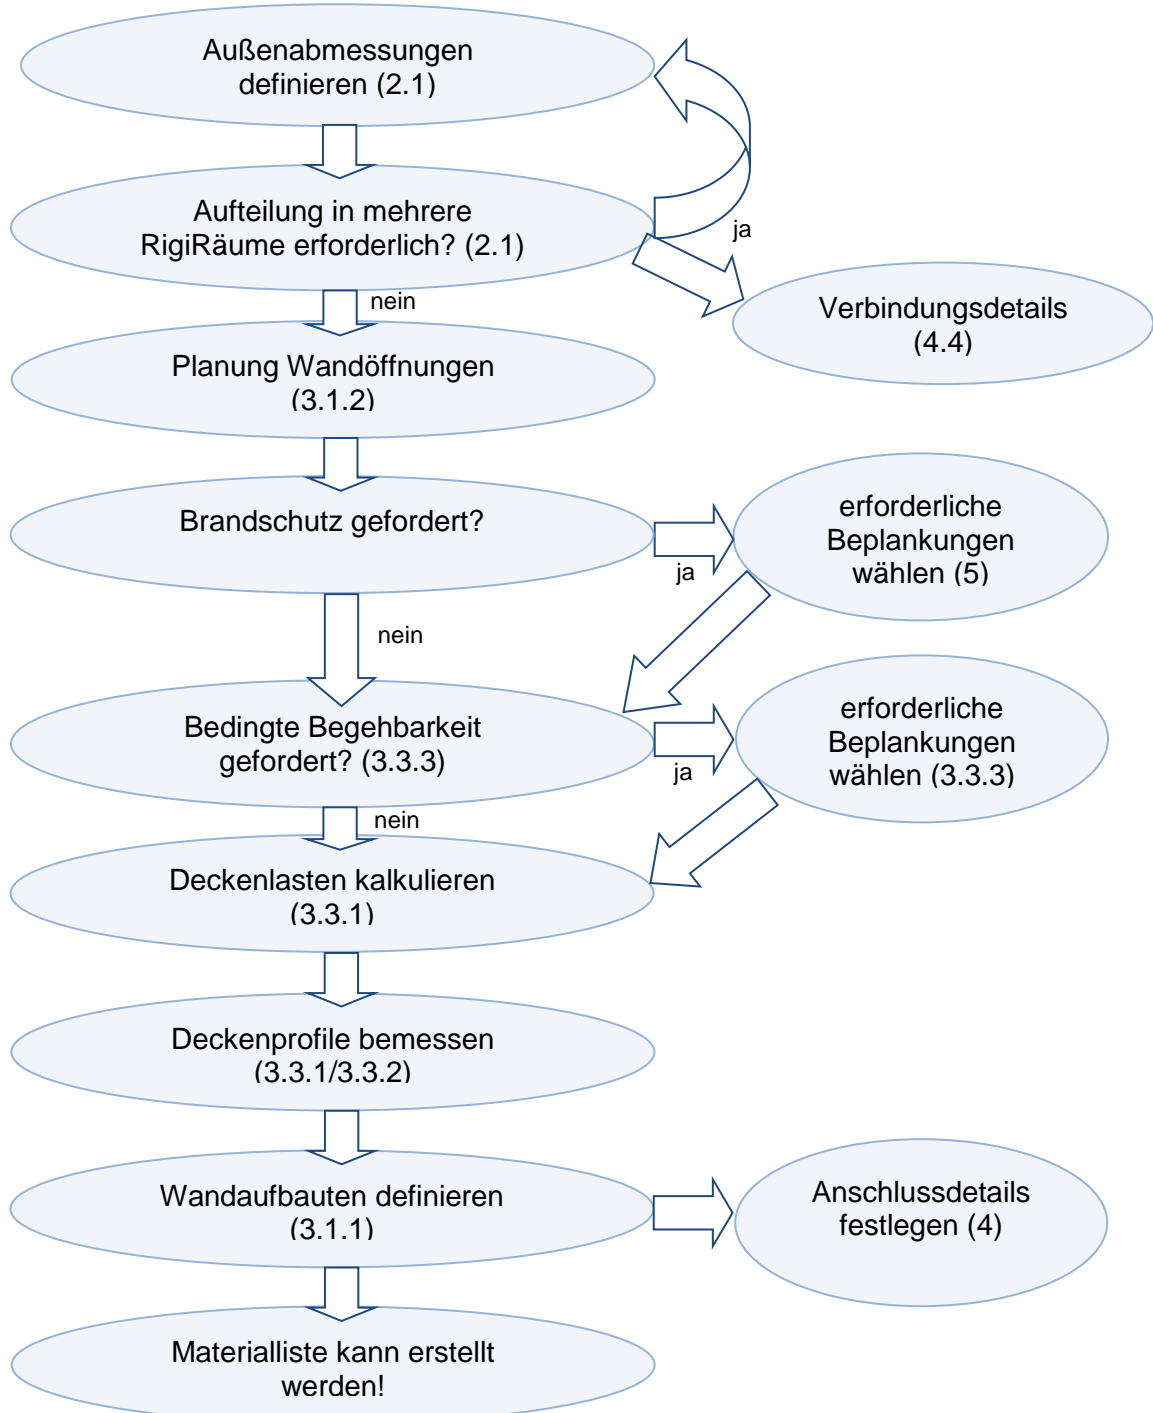 Außenabmessungen
definieren (2.1)
Aufteilung in mehrere
RigiRäume erforderlich? (2.1)
ja
nein
Verbindungsdetails
(4.4)
Planung Wandöffnungen
(3.1.2)
Brandschutz gefordert?
ja
erforderliche
Beplankungen
wählen (5)
nein
Bedingte Begehbarkeit
gefordert? (3.3.3)
ja
erforderliche
Beplankungen
wählen (3.3.3)
nein
Deckenlasten kalkulieren
(3.3.1)
Deckenprofile bemessen
(3.3.1/3.3.2)
Wandaufbauten definieren
(3.1.1)
Anschlussdetails
festlegen (4)
Materialliste kann erstellt
werden!